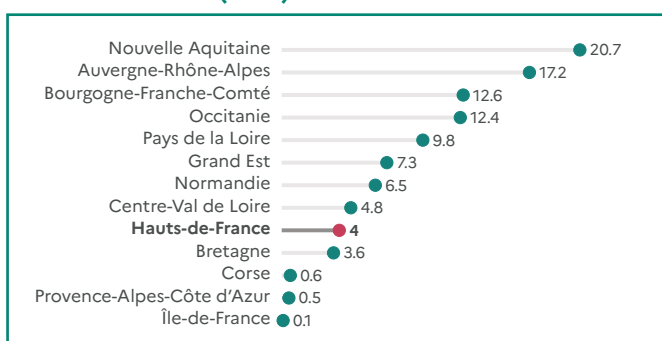 Nouvelle Aquitaine 20.7
Auvergne-Rhône-Alpes 17.2
Bourgogne-Franche-Comté 12.6
Occitanie 12.4
Pays de la Loire 9.8
Grand Est 7.3
Normandie 6.5
Centre-Val de Loire 4.8
Hauts-de-France 4
Bretagne 3.6
Corse 0.6
Provence-Alpes-Côte d'Azur 0.5
Île-de-France 0.1